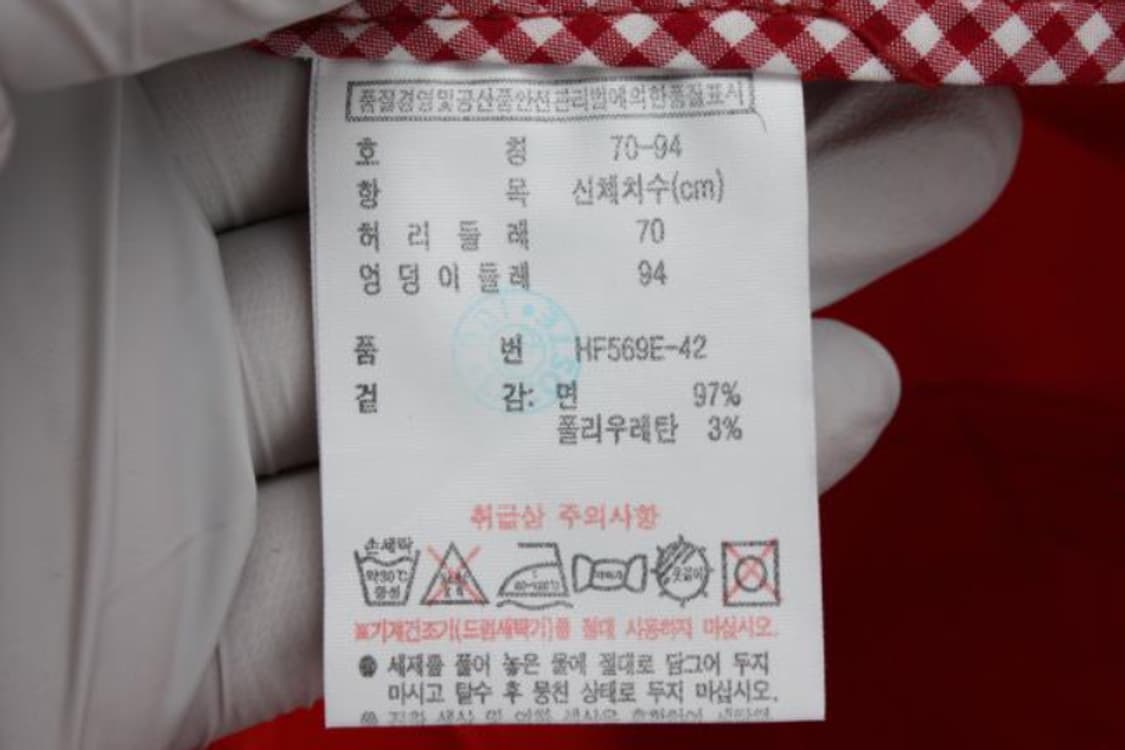 품질경영및공산품안전관리법에의한품질표시
호 칭 70-94
항 목 신체치수(cm)
허 리 둘 레 70
엉 덩 이 둘 레 94
품 번 HF569E-42
겉 감: 면 97%
폴리우레탄 3%
취급상 주의사항
손세탁
약30℃
중성
옷걸이
※기계건조기(드럼세탁기)를 절대 사용하지 마십시오.
세제를 풀어 놓은 물에 절대로 담그어 두지
마시고 탈수 후 뭉친 상태로 두지 마십시오.